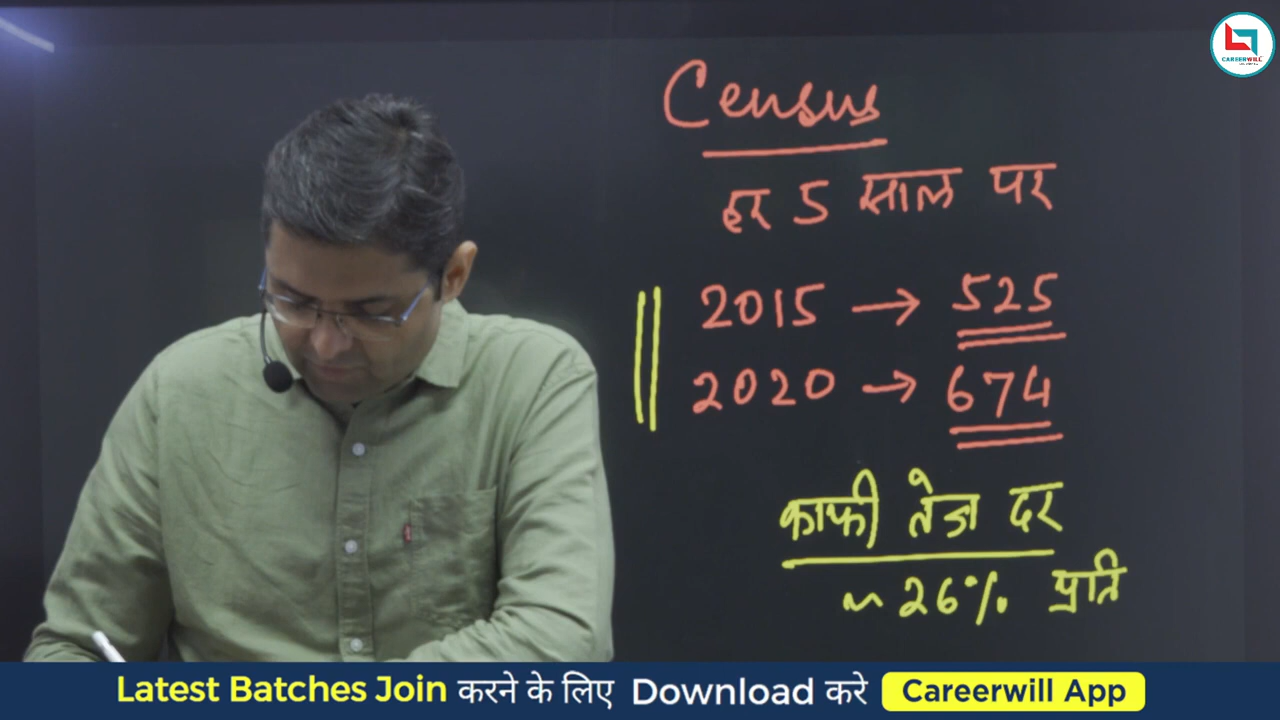 CAREERWILL
Census
हर 5 साल पर
2015 → 525
2020 → 674
काफी तेज दर
~ 26% प्रति
Latest Batches Join करने के लिए Download करे Careerwill App